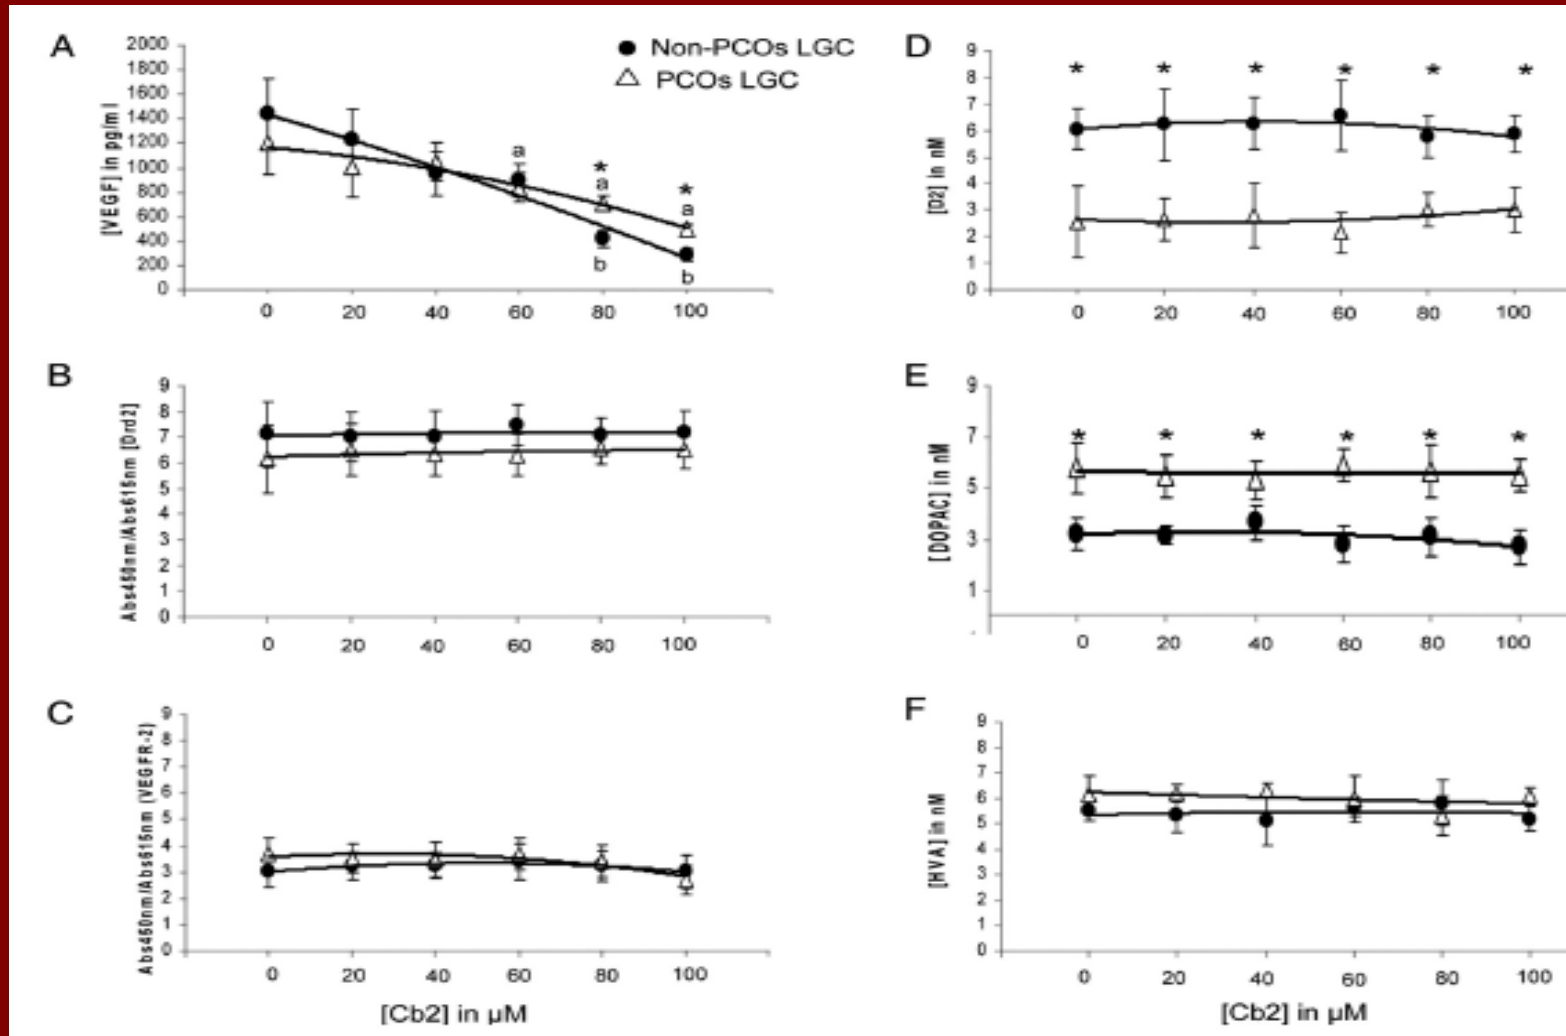 A
2000
1800
1600
1400
1200
1000
800
600
400
200
0
[VEGF] in pg/ml
● Non-PCOs LGC
△ PCOs LGC
a
*
a
b
*
a
b
0 20 40 60 80 100
B
9
8
7
6
5
4
3
2
1
0
Abs450nm/Abs615nm [Drd2]
0 20 40 60 80 100
C
9
8
7
6
5
4
3
2
1
0
Abs450nm/Abs615nm (VEGFR-2)
0 20 40 60 80 100
[Cb2] in µM
D
9
8
7
6
5
4
3
2
1
0
[D2] in nM
* * * * * *
0 20 40 60 80 100
E
9
7
5
3
1
[DOPAC] in nM
* * * * * *
0 20 40 60 80 100
F
9
8
7
6
5
4
3
2
1
0
[HVA] in nM
0 20 40 60 80 100
[Cb2] in µM